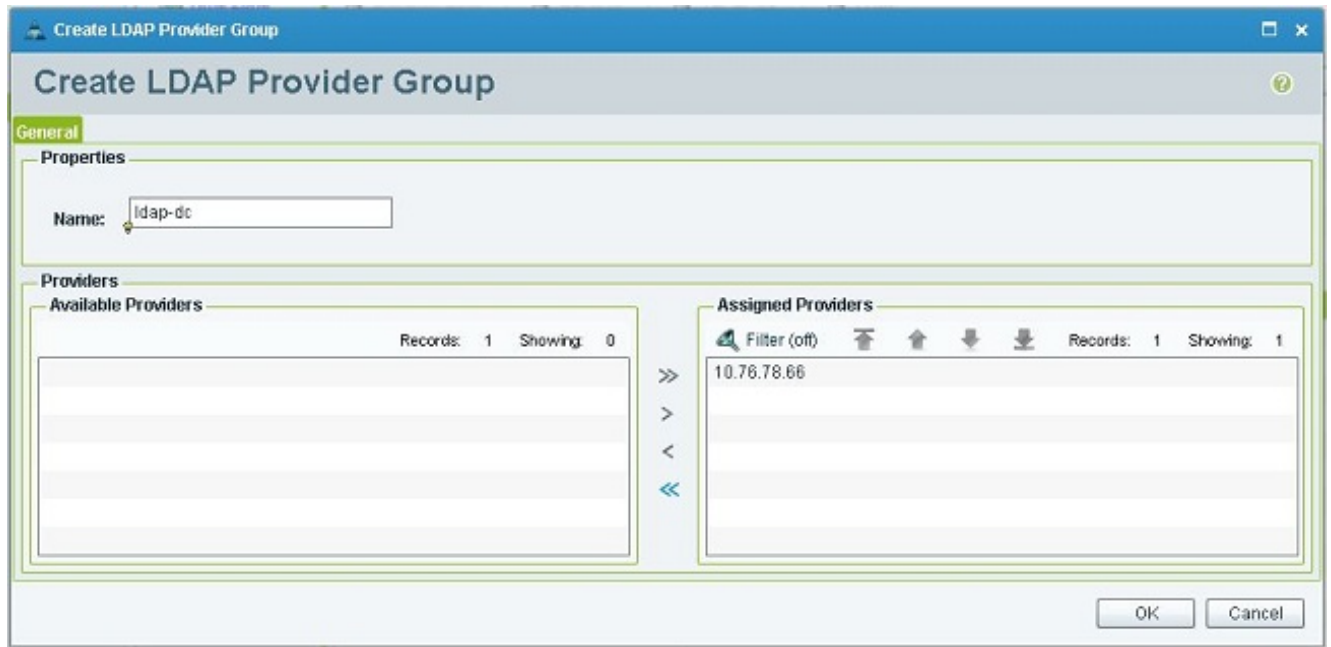 Create LDAP Provider Group
Create LDAP Provider Group
General
Properties
Name: ldap-dc
Providers
Available Providers
Records: 1 Showing: 0
Assigned Providers
Filter (off) Records: 1 Showing: 1
10.76.78.66
>>
>
<
<<
OK Cancel